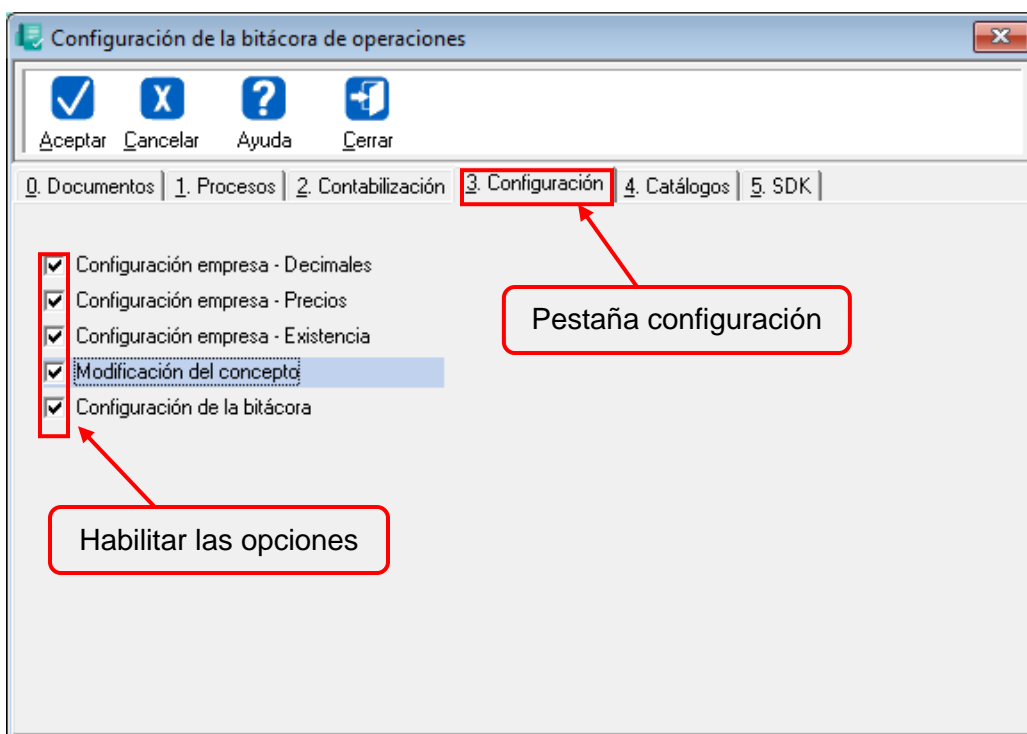 Configuración de la bitácora de operaciones
Aceptar Cancelar Ayuda Cerrar
0. Documentos 1. Procesos 2. Contabilización 3. Configuración 4. Catálogos 5. SDK
Configuración empresa - Decimales
Configuración empresa - Precios
Configuración empresa - Existencia
Modificación del concepto
Configuración de la bitácora
Pestaña configuración
Habilitar las opciones